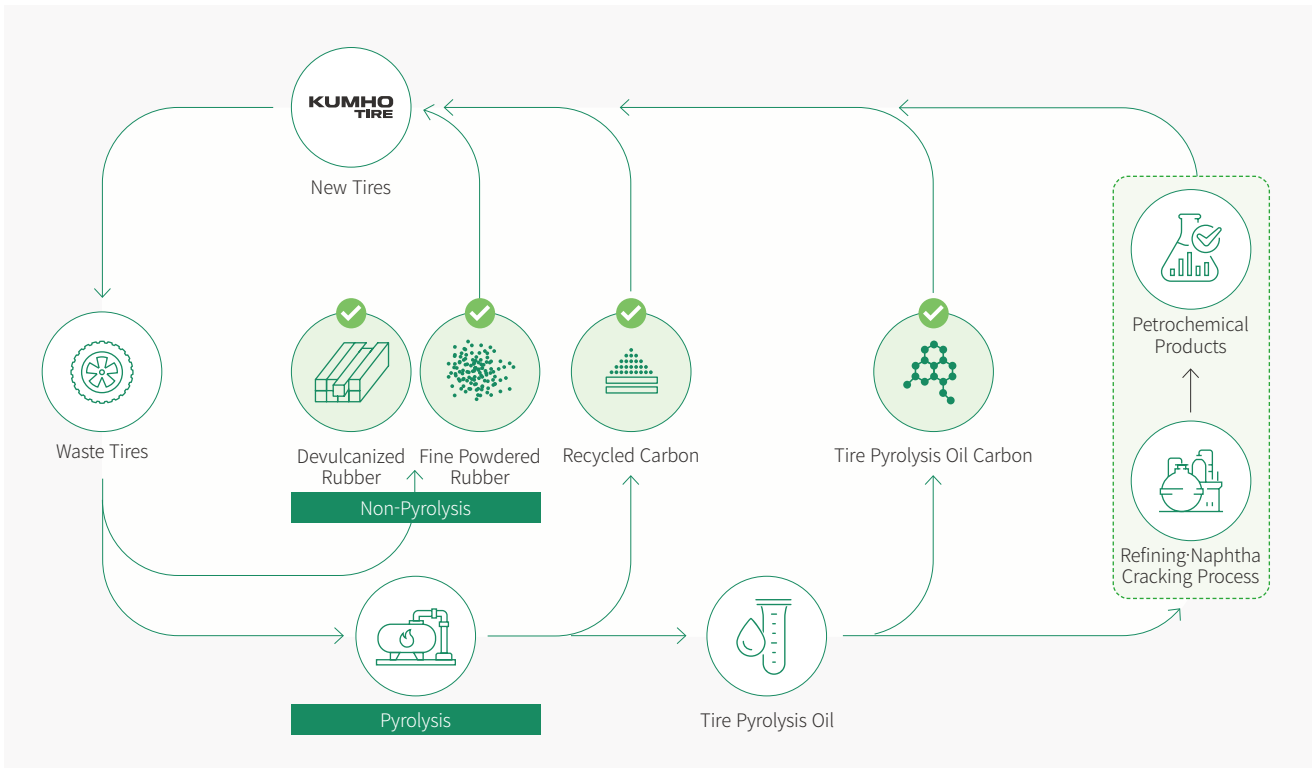 KUMHO
TIRE
New Tires
Waste Tires
Devulcanized
Rubber
Fine Powdered
Rubber
Non-Pyrolysis
Recycled Carbon
Tire Pyrolysis Oil Carbon
Petrochemical
Products
Refining·Naphtha
Cracking Process
Pyrolysis
Tire Pyrolysis Oil